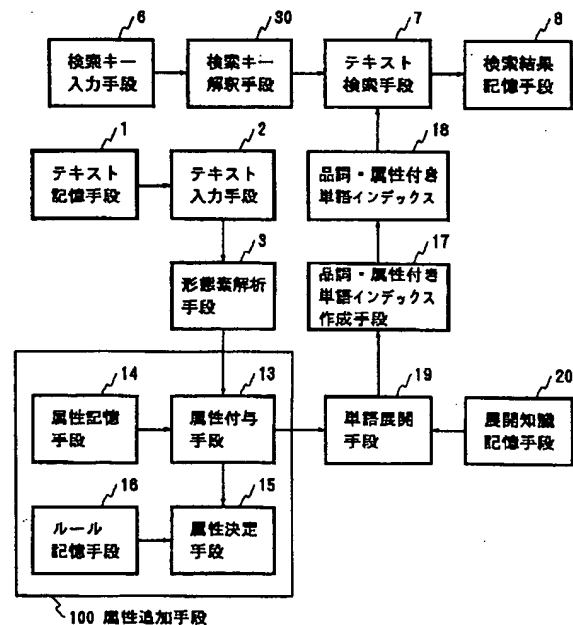 6
30
7
8
検索キー
入力手段
検索キー
解釈手段
テキスト
検索手段
検索結果
記憶手段
1
2
18
テキスト
記憶手段
テキスト
入力手段
品詞・属性付き
単語インデックス
3
17
形態素解析
手段
品詞・属性付き
単語インデックス
作成手段
14
13
19
20
属性記憶
手段
属性付与
手段
単語展開
手段
展開知識
記憶手段
16
15
ルール
記憶手段
属性決定
手段
100 属性追加手段